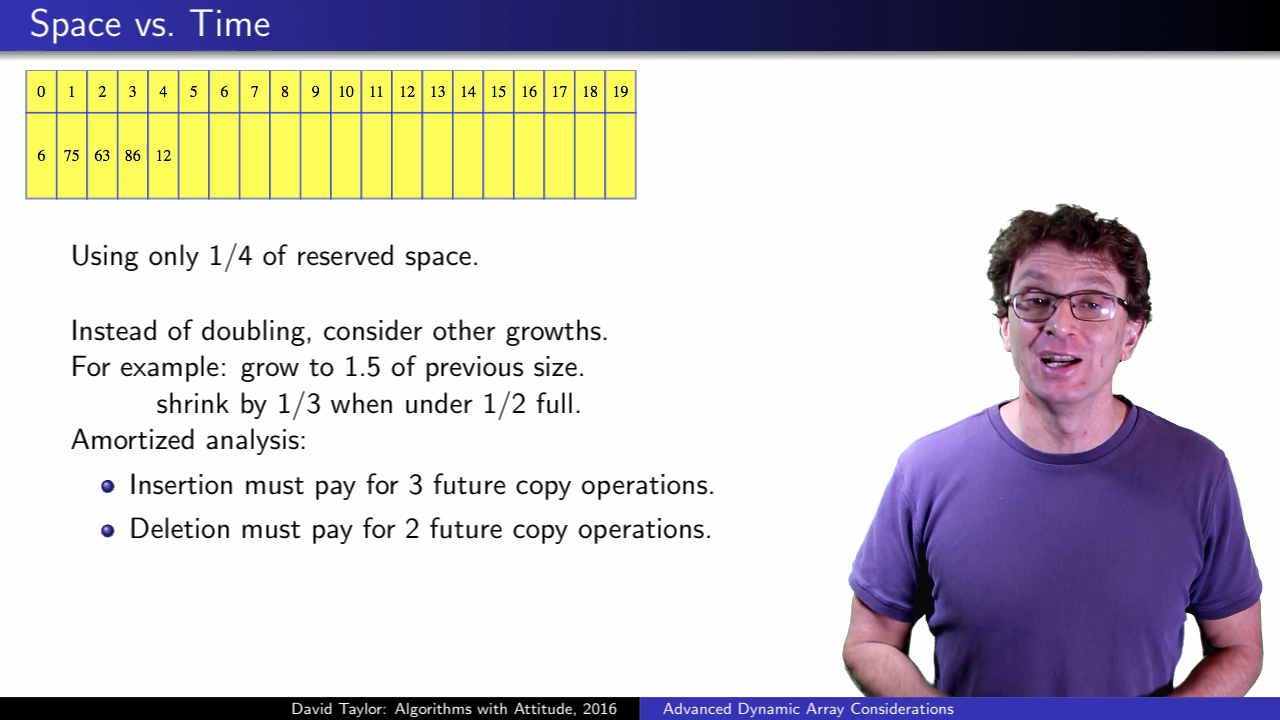 Space vs. Time
0 1 2 3 4 5 6 7 8 9 10 11 12 13 14 15 16 17 18 19
6 75 63 86 12
Using only 1/4 of reserved space.
Instead of doubling, consider other growths.
For example: grow to 1.5 of previous size.
shrink by 1/3 when under 1/2 full.
Amortized analysis:
Insertion must pay for 3 future copy operations.
Deletion must pay for 2 future copy operations.
David Taylor: Algorithms with Attitude, 2016
Advanced Dynamic Array Considerations